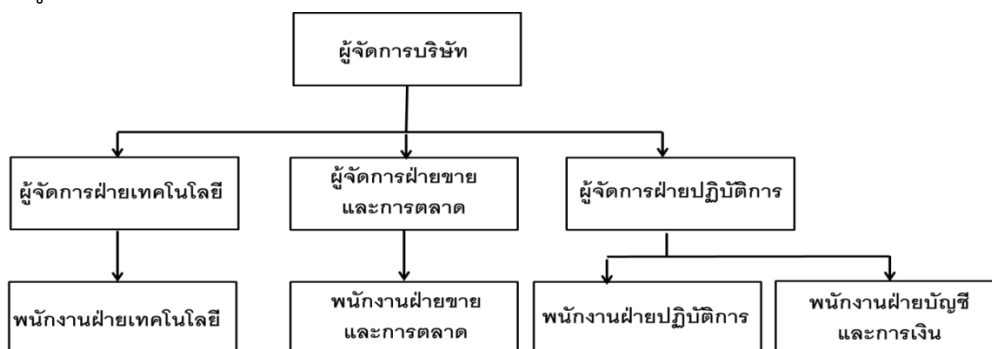 ผู้จัดการบริษัท
ผู้จัดการฝ่ายเทคโนโลยี
ผู้จัดการฝ่ายขาย
และการตลาด
ผู้จัดการฝ่ายปฏิบัติการ
พนักงานฝ่ายเทคโนโลยี
พนักงานฝ่ายขาย
และการตลาด
พนักงานฝ่ายปฏิบัติการ
พนักงานฝ่ายบัญชี
และการเงิน